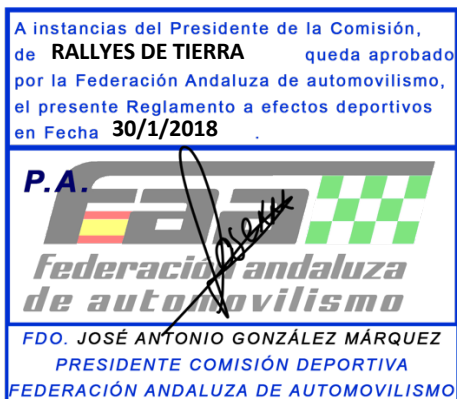 A instancias del Presidente de la Comisión,
de RALLYES DE TIERRA queda aprobado
por la Federación Andaluza de automovilismo,
el presente Reglamento a efectos deportivos
en Fecha 30/1/2018 .
P.A.
faa
federación andaluza
de automovilismo
FDO. JOSÉ ANTONIO GONZÁLEZ MÁRQUEZ
PRESIDENTE COMISIÓN DEPORTIVA
FEDERACIÓN ANDALUZA DE AUTOMOVILISMO